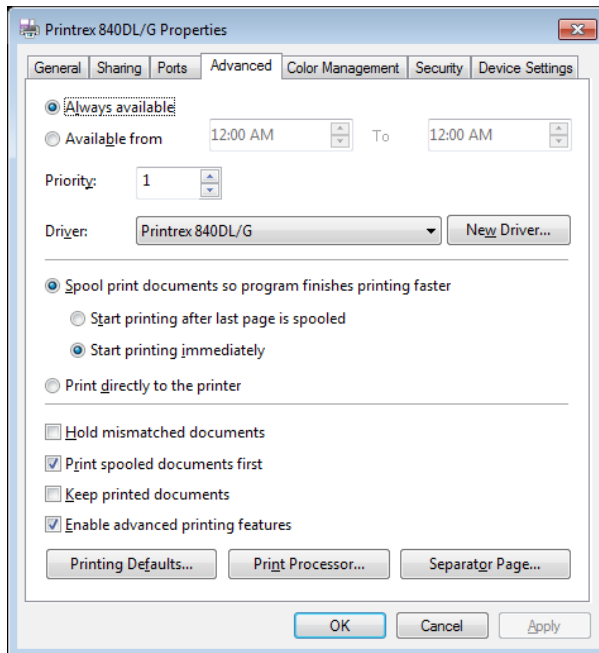 Printrex 840DL/G Properties
General Sharing Ports Advanced Color Management Security Device Settings
Always available
Available from 12:00 AM To 12:00 AM
Priority: 1
Driver: Printrex 840DL/G New Driver...
Spool print documents so program finishes printing faster
Start printing after last page is spooled
Start printing immediately
Print directly to the printer
Hold mismatched documents
Print spooled documents first
Keep printed documents
Enable advanced printing features
Printing Defaults... Print Processor... Separator Page...
OK Cancel Apply